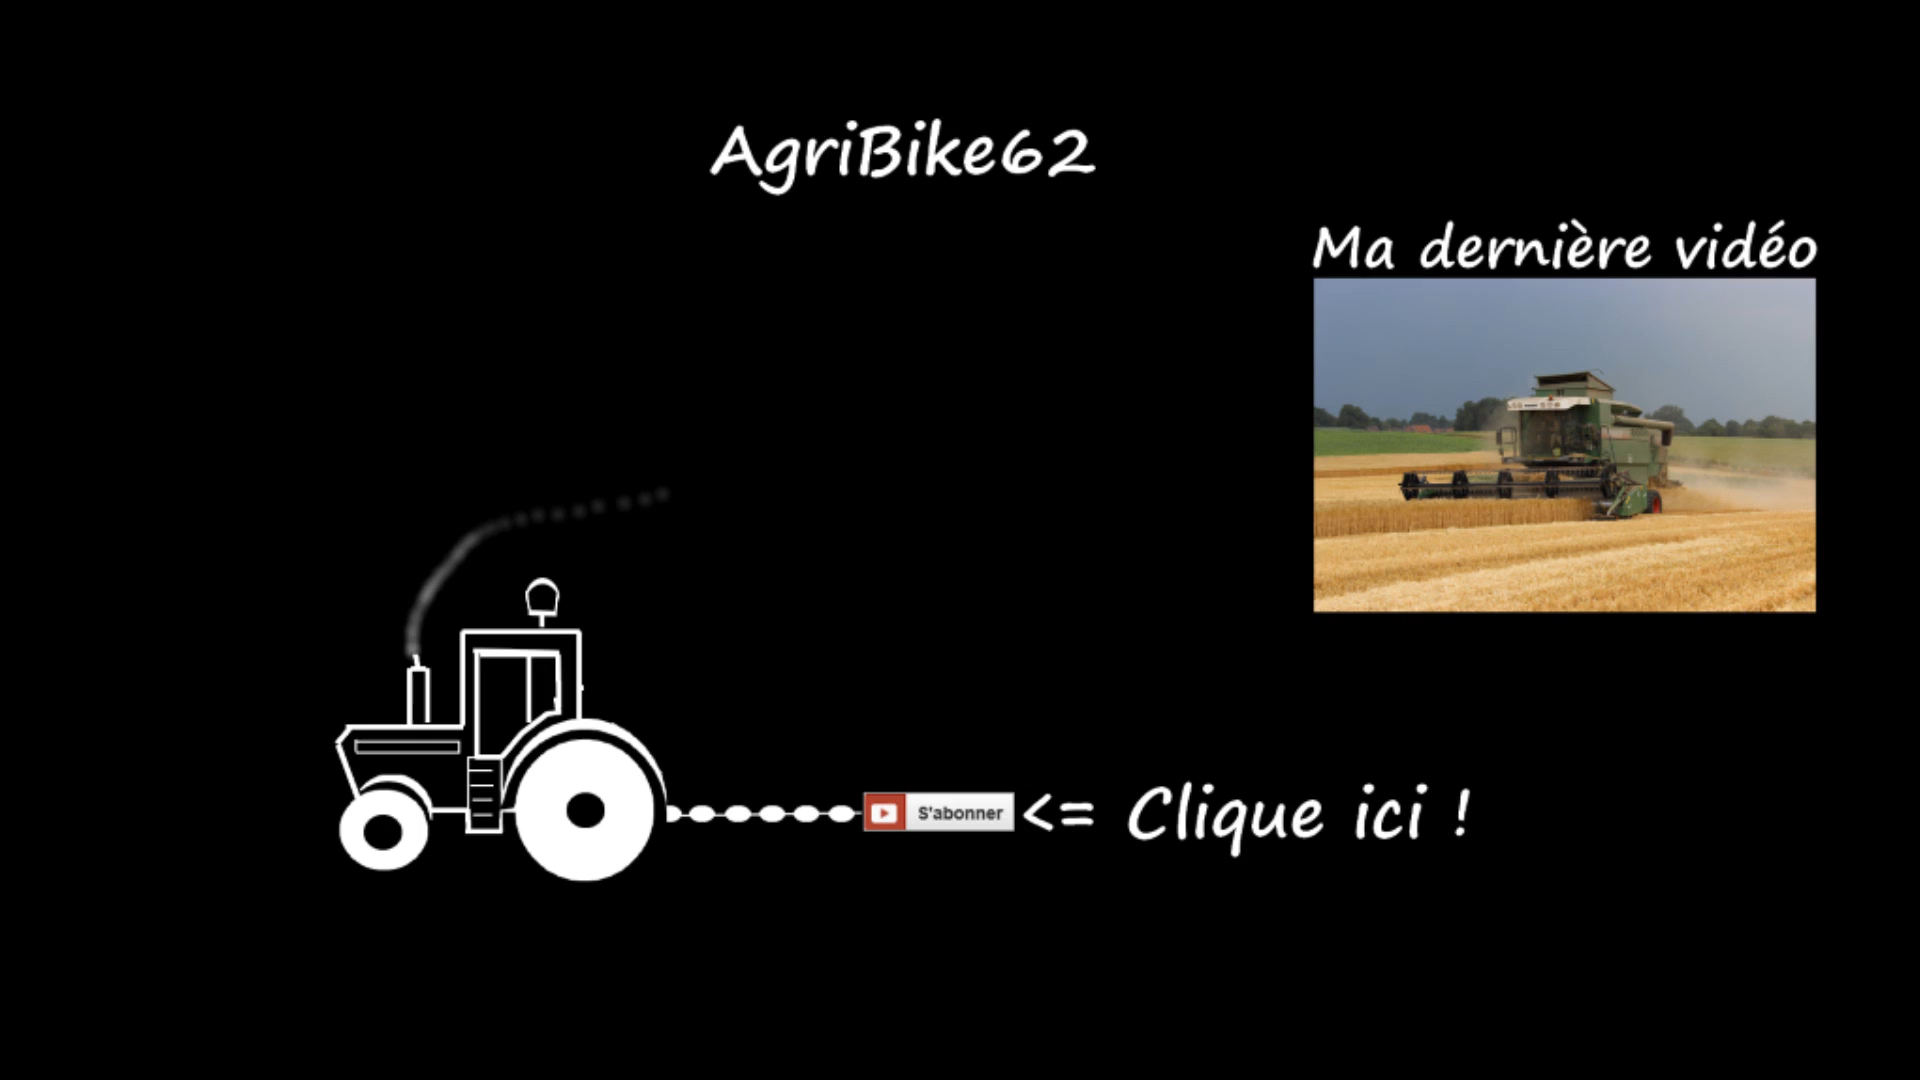 AgriBike62
Ma dernière vidéo
S'abonner <= Clique ici !